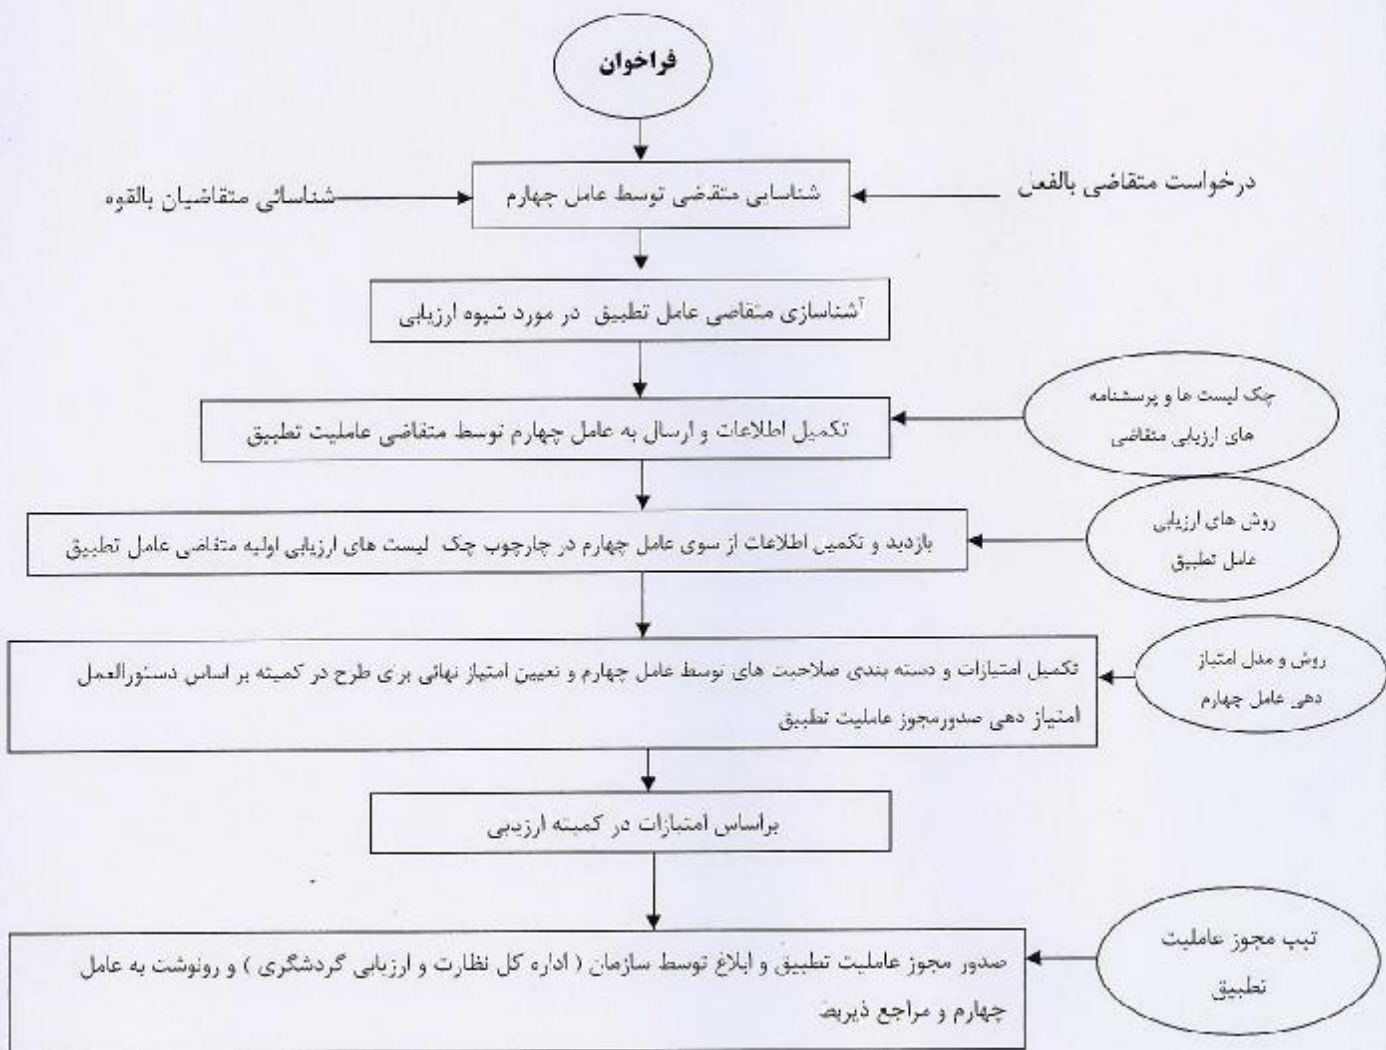 فراخوان
درخواست متقاضی بالفعل
شناسایی متقاضی توسط عامل چهارم
شناسائی متقاضیان بالقوه
آشناسازی متقاضی عامل تطبیق در مورد شیوه ارزیابی
چک لیست ها و پرسشنامه
های ارزیابی متقاضی
تکمیل اطلاعات و ارسال به عامل چهارم توسط متقاضی عاملیت تطبیق
روش های ارزیابی
عامل تطبیق
بازدید و تکمیل اطلاعات از سوی عامل چهارم در چارچوب چک لیست های ارزیابی اولیه متقاضی عامل تطبیق
روش و مدل امتیاز
دهی عامل چهارم
تکمیل امتیازات و دسته بندی صلاحیت های توسط عامل چهارم و تعیین امتیاز نهائی برای طرح در کمیته بر اساس دستورالعمل
امتیاز دهی صدورمجوز عاملیت تطبیق
براساس امتیازات در کمیته ارزیابی
تیپ مجوز عاملیت
تطبیق
صدور مجوز عاملیت تطبیق و ابلاغ توسط سازمان ( اداره کل نظارت و ارزیابی گردشگری ) و رونوشت به عامل
چهارم و مراجع ذیربط